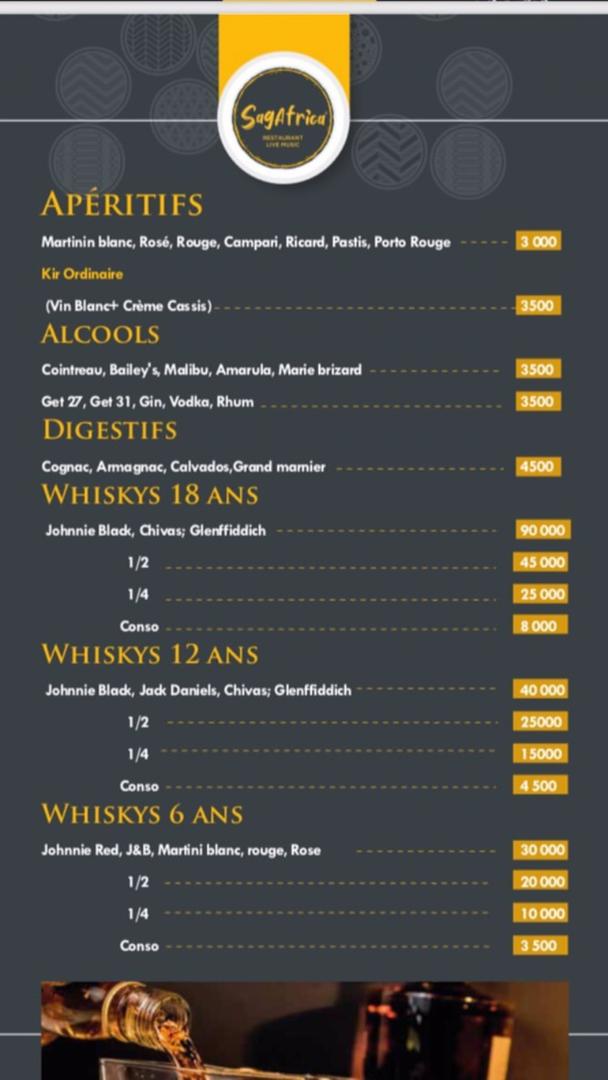 SagAfrica
RESTAURANT
LIVE MUSIC
APÉRITIFS
Martinin blanc, Rosé, Rouge, Campari, Ricard, Pastis, Porto Rouge 3 000
Kir Ordinaire
(Vin Blanc+ Crème Cassis) 3500
ALCOOLS
Cointreau, Bailey's, Malibu, Amarula, Marie brizard 3500
Get 27, Get 31, Gin, Vodka, Rhum 3500
DIGESTIFS
Cognac, Armagnac, Calvados,Grand marnier 4500
WHISKYS 18 ANS
Johnnie Black, Chivas; Glenffiddich 90 000
1/2 45 000
1/4 25 000
Conso 8 000
WHISKYS 12 ANS
Johnnie Black, Jack Daniels, Chivas; Glenffiddich 40 000
1/2 25000
1/4 15000
Conso 4 500
WHISKYS 6 ANS
Johnnie Red, J&B, Martini blanc, rouge, Rose 30 000
1/2 20 000
1/4 10 000
Conso 3 500